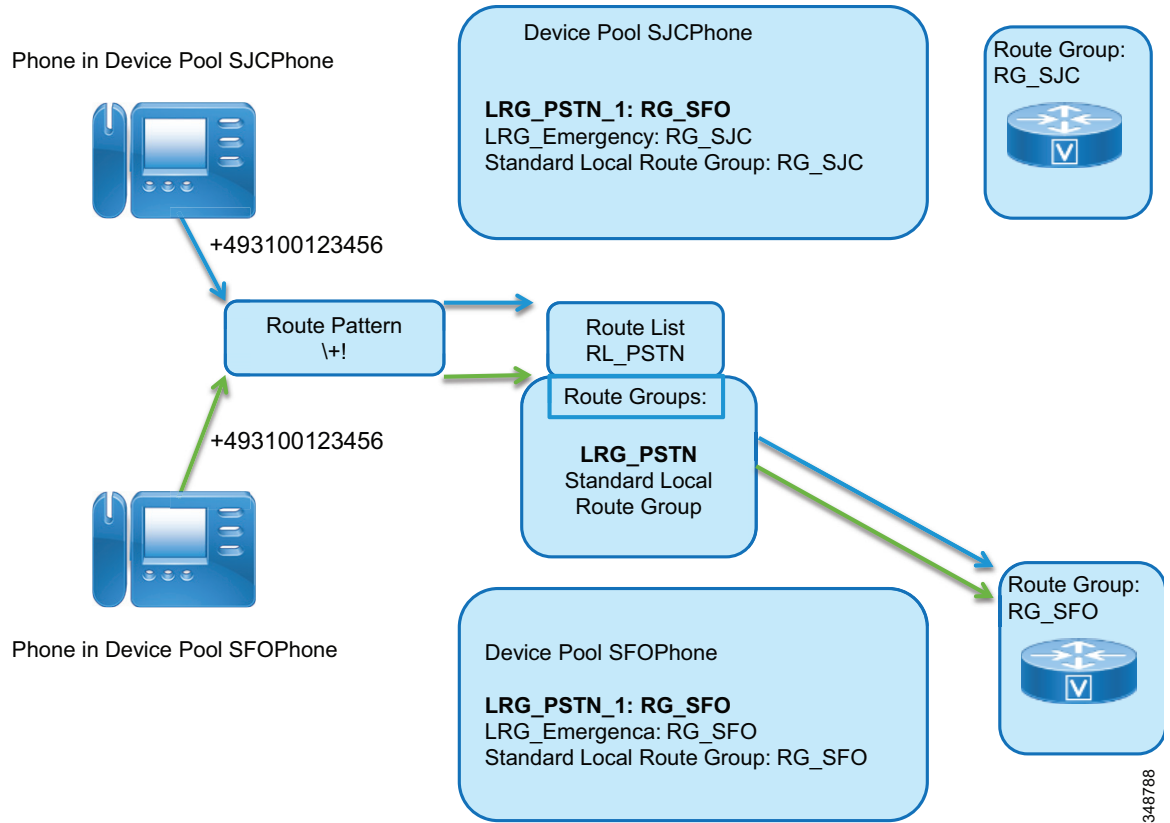 Phone in Device Pool SJCPhone
Device Pool SJCPhone
LRG_PSTN_1: RG_SFO
LRG_Emergency: RG_SJC
Standard Local Route Group: RG_SJC
Route Group:
RG_SJC
V
+493100123456
Route Pattern
\+!
Route List
RL_PSTN
Route Groups:
LRG_PSTN
Standard Local
Route Group
+493100123456
Phone in Device Pool SFOPhone
Device Pool SFOPhone
LRG_PSTN_1: RG_SFO
LRG_Emergenca: RG_SFO
Standard Local Route Group: RG_SFO
Route Group:
RG_SFO
V
348788